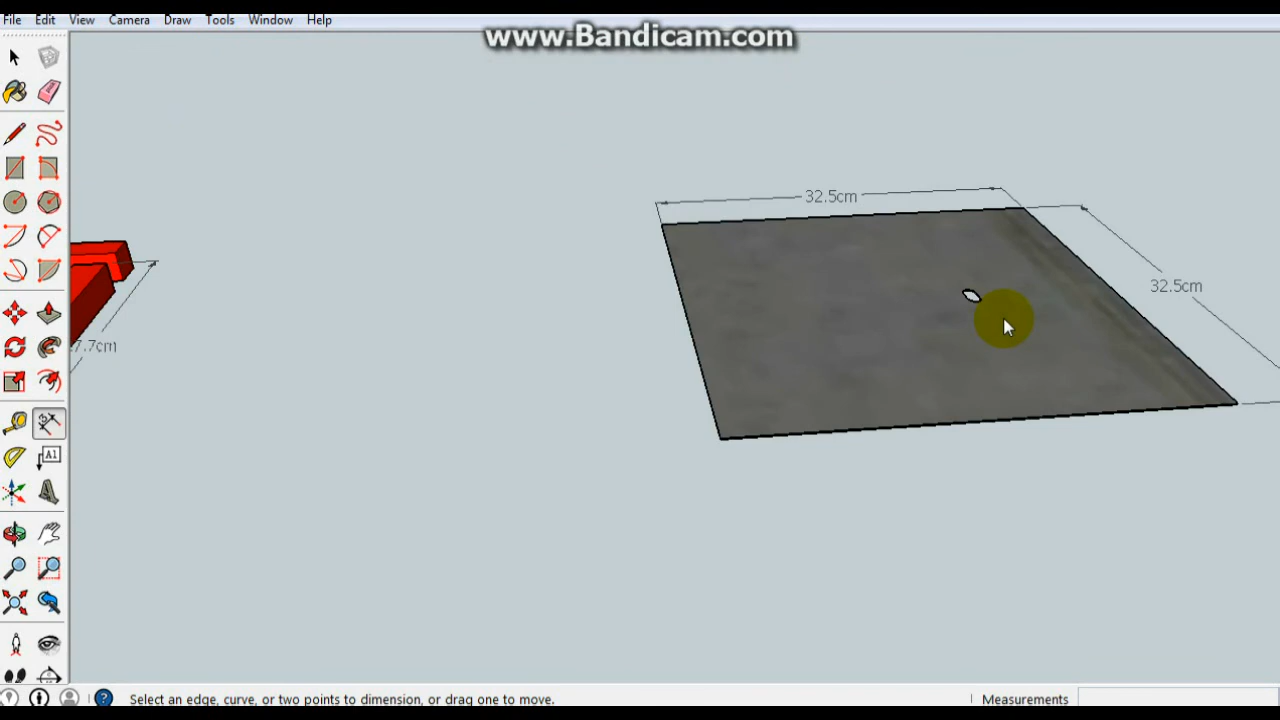 File Edit View Camera Draw Tools Window Help
www.Bandicam.com
32.5cm
32.5cm
7.7cm
A1
Select an edge, curve, or two points to dimension, or drag one to move.
Measurements